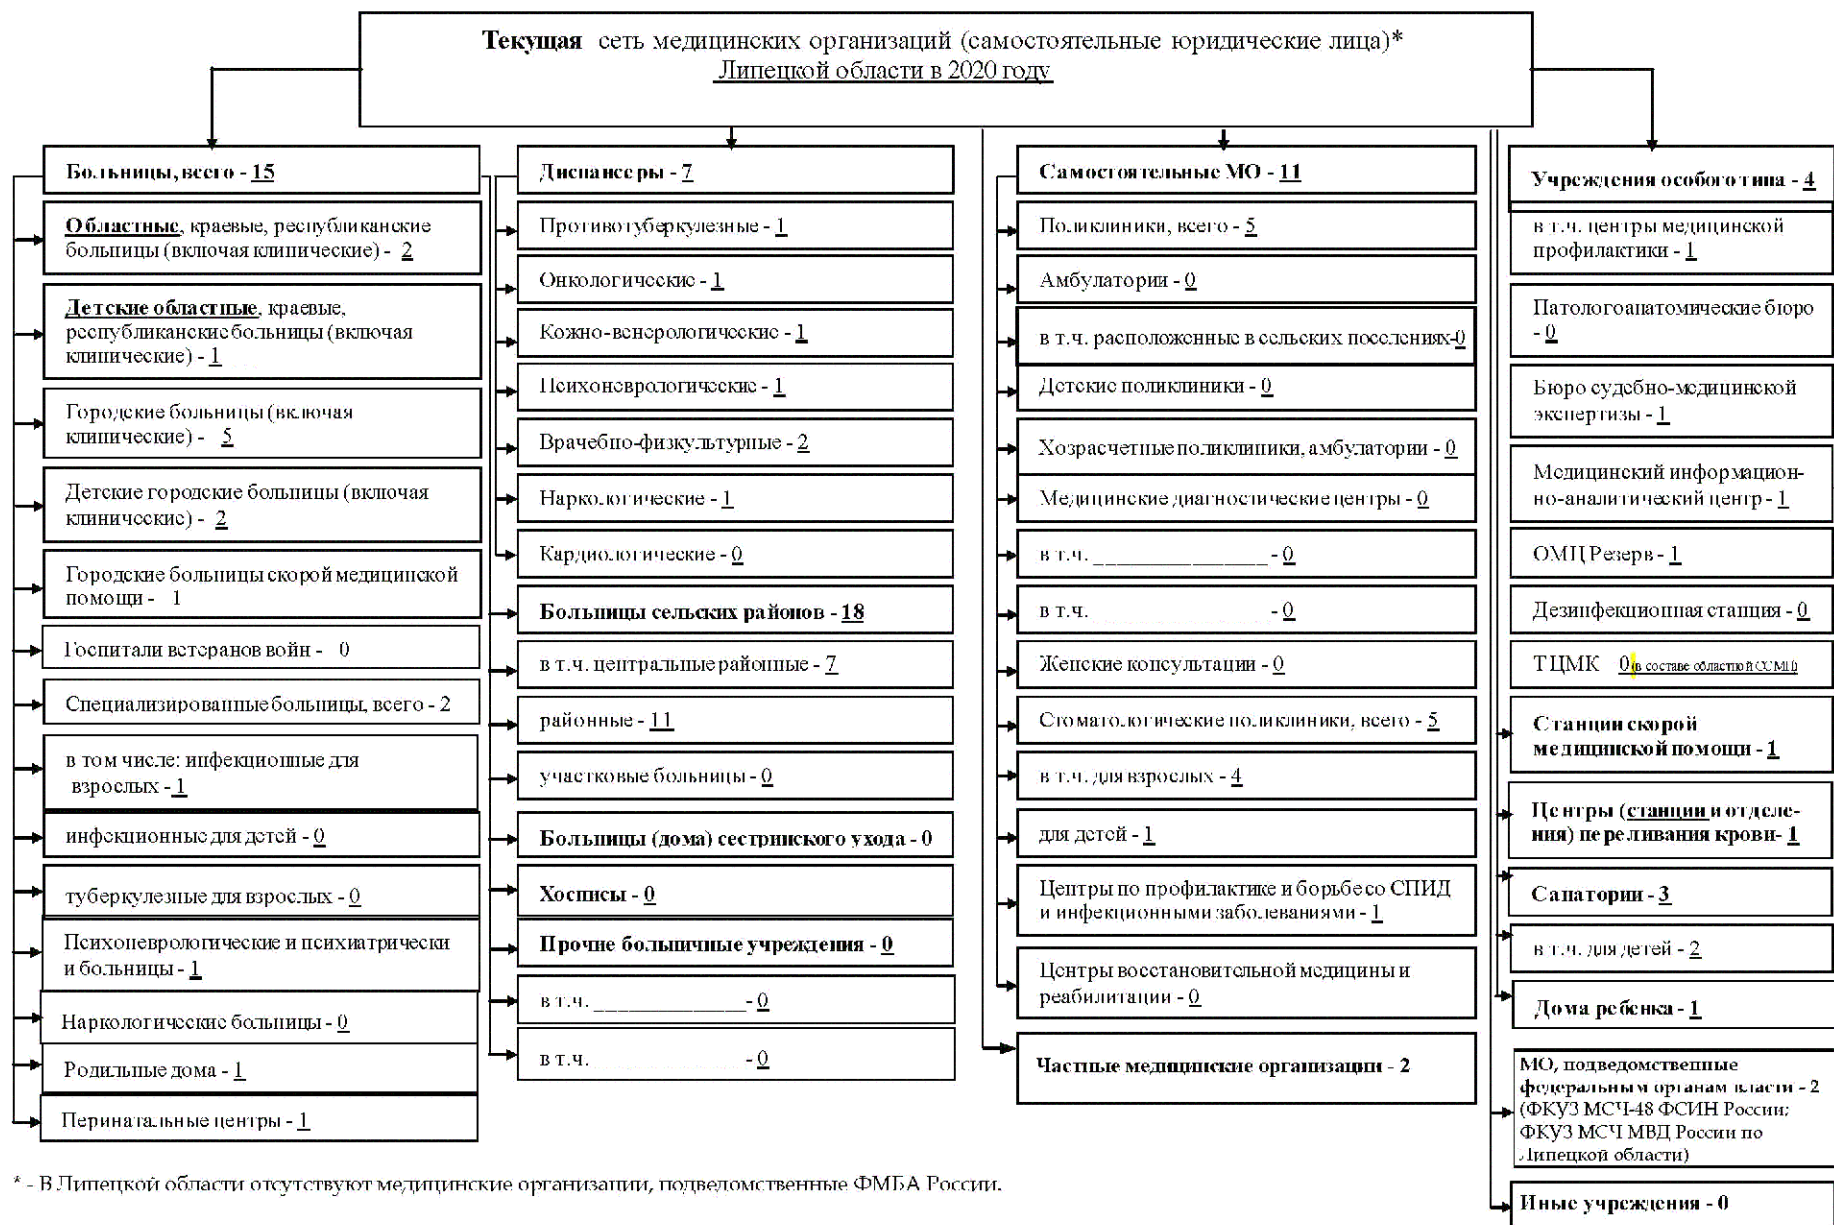 Текущая сеть медицинских организаций (самостоятельные юридические лица)*
Липецкой области в 2020 году
Больницы, всего - 15
Областные, краевые, республиканские
больницы (включая клинические) - 2
Детские областные, краевые,
республиканские больницы (включая
клинические) - 1
Городские больницы (включая
клинические) - 5
Детские городские больницы (включая
клинические) - 2
Городские больницы скорой медицинской
помощи - 1
Госпитали ветеранов войн - 0
Специализированные больницы, всего - 2
в том числе: инфекционные для
взрослых - 1
инфекционные для детей - 0
туберкулезные для взрослых - 0
Психоневрологические и психиатрически
и больницы - 1
Наркологические больницы - 0
Родильные дома - 1
Перинатальные центры - 1
Диспансеры - 7
Противотуберкулезные - 1
Онкологические - 1
Кожно-венерологические - 1
Психоневрологические - 1
Врачебно-физкультурные - 2
Наркологические - 1
Кардиологические - 0
Больницы сельских районов - 18
в т.ч. центральные районные - 7
районные - 11
участковые больницы - 0
Больницы (дома) сестринского ухода - 0
Хосписы - 0
Прочие больничные учреждения - 0
в т.ч. _____________ - 0
в т.ч. _____________ - 0
Самостоятельные МО - 11
Поликлиники, всего - 5
Амбулатории - 0
в т.ч. расположенные в сельских поселениях-0
Детские поликлиники - 0
Хозрасчетные поликлиники, амбулатории - 0
Медицинские диагностические центры - 0
в т.ч. _______________ - 0
в т.ч. _______________ - 0
Женские консультации - 0
Стоматологические поликлиники, всего - 5
в т.ч. для взрослых - 4
для детей - 1
Центры по профилактике и борьбе со СПИД
и инфекционными заболеваниями - 1
Центры восстановительной медицины и
реабилитации - 0
Частные медицинские организации - 2
Учреждения особого типа - 4
в т.ч. центры медицинской
профилактики - 1
Патологоанатомические бюро
- 0
Бюро судебно-медицинской
экспертизы - 1
Медицинский информацион-
но-аналитический центр - 1
ОМЦ Резерв - 1
Дезинфекционная станция - 0
ТЦМК 0 (в составе областной ССМП)
Станции скорой
медицинской помощи - 1
Центры (станции и отделе-
ния) переливания крови- 1
Санатории - 3
в т.ч. для детей - 2
Дома ребенка - 1
МО, подведомственные
федеральным органам власти - 2
(ФКУЗ МСЧ-48 ФСИН России;
ФКУЗ МСЧ МВД России по
Липецкой области)
Иные учреждения - 0
* - В Липецкой области отсутствуют медицинские организации, подведомственные ФМБА России.